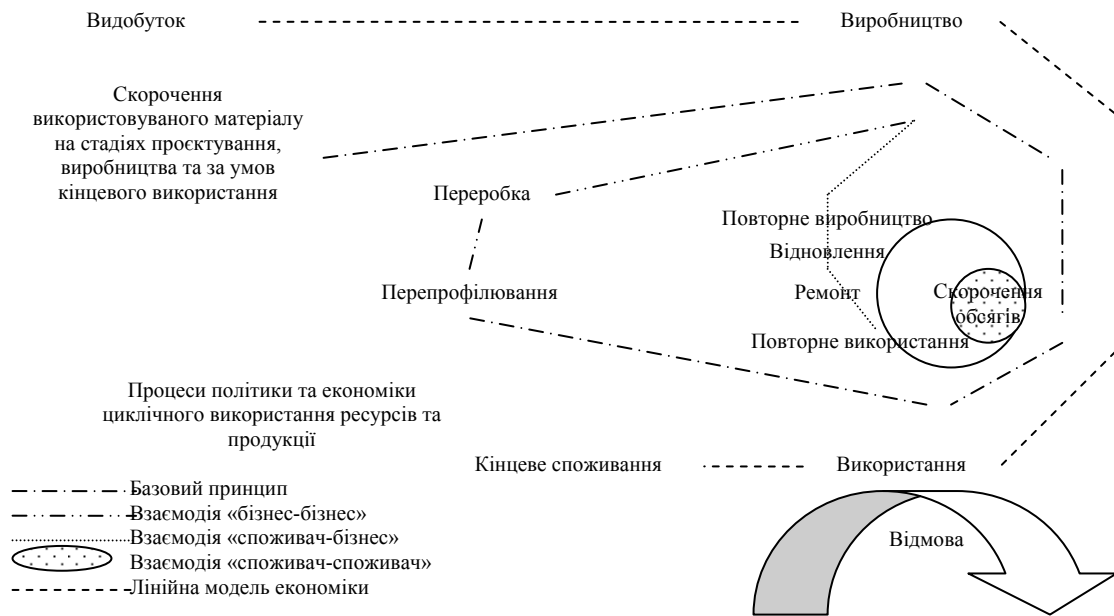 Видобуток
Виробництво
Скорочення
використовуваного матеріалу
на стадіях проєктування,
виробництва та за умов
кінцевого використання
Переробка
Повторне виробництво
Відновлення
Перепрофілювання
Ремонт
Скорочення
обсягів
Повторне використання
Процеси політики та економіки
циклічного використання ресурсів та
продукції
Кінцеве споживання
Використання
Базовий принцип
Взаємодія «бізнес-бізнес»
Взаємодія «споживач-бізнес»
Взаємодія «споживач-споживач»
Лінійна модель економіки
Відмова